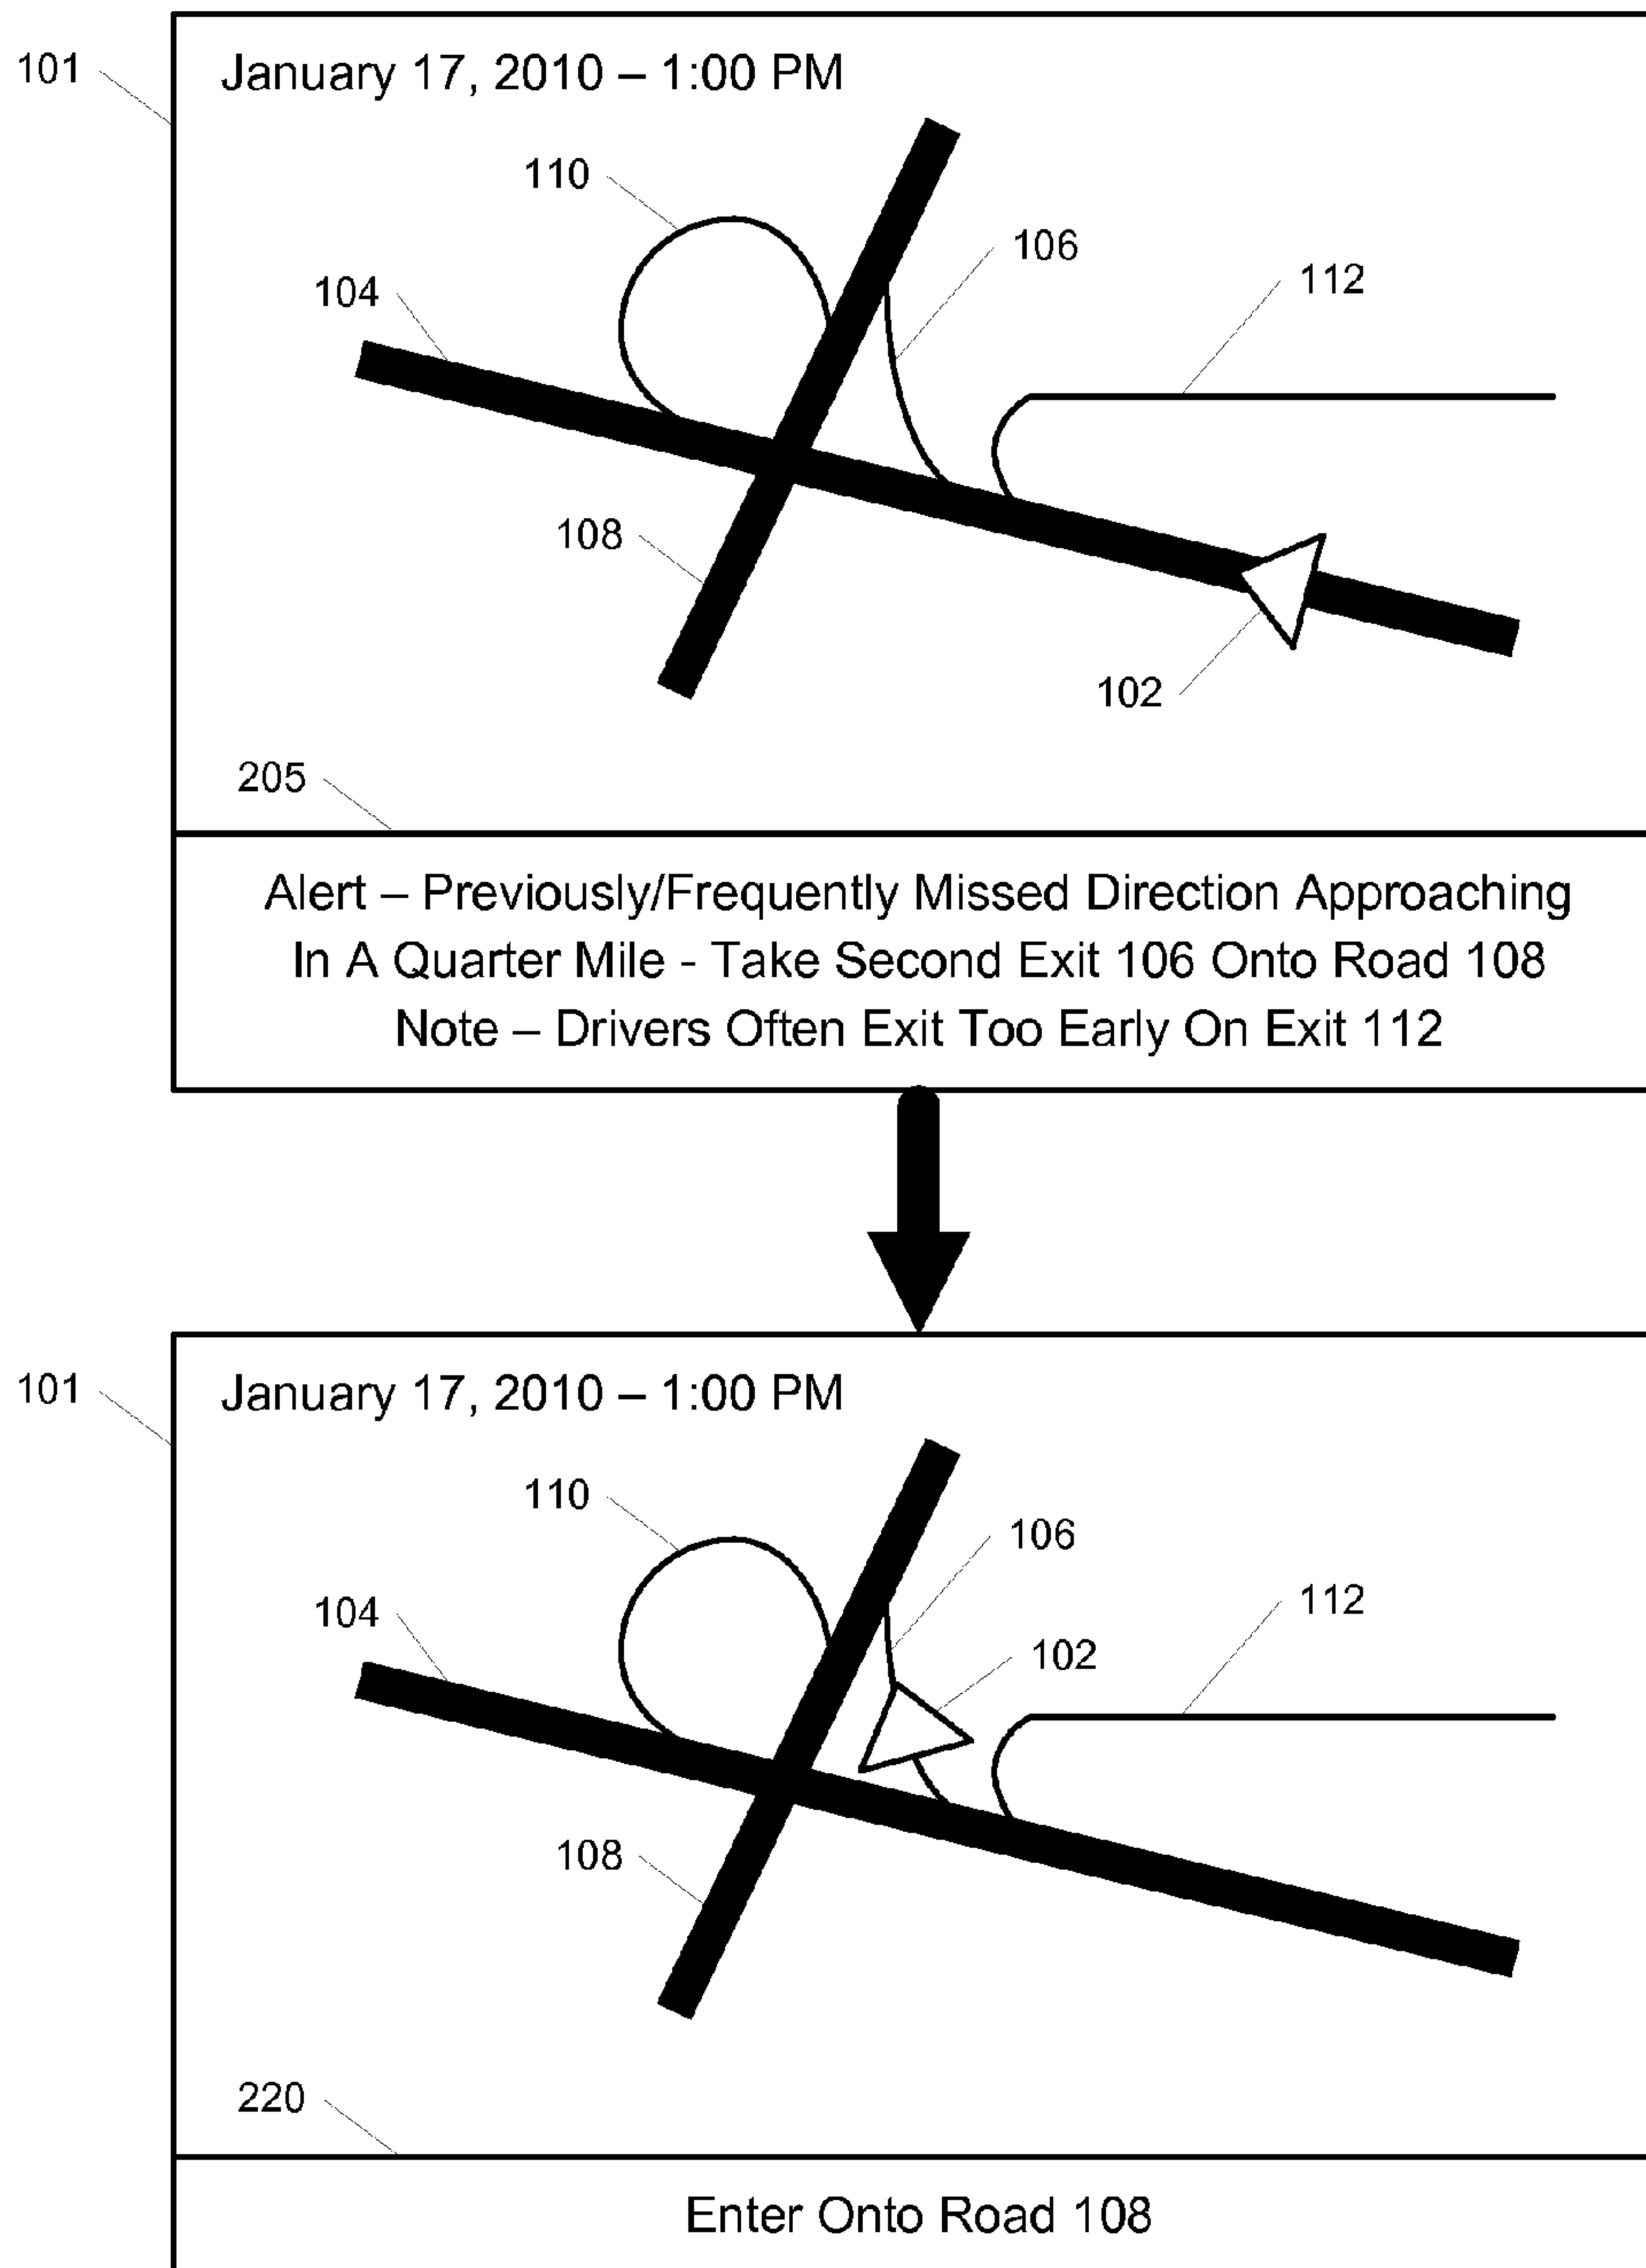 101
January 17, 2010 – 1:00 PM
110
106
112
104
108
102
205
Alert – Previously/Frequently Missed Direction Approaching
In A Quarter Mile - Take Second Exit 106 Onto Road 108
Note – Drivers Often Exit Too Early On Exit 112
101
January 17, 2010 – 1:00 PM
110
106
112
104
102
108
220
Enter Onto Road 108